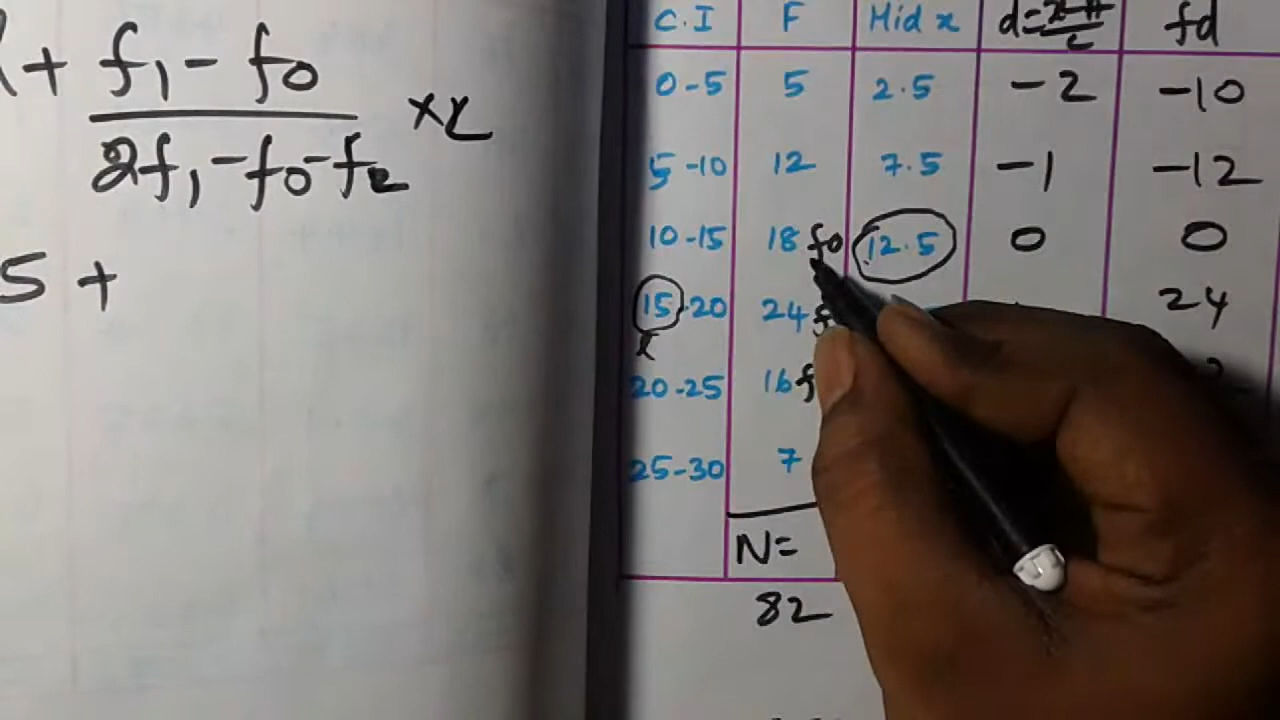 l + f1 - f0
2f1 - f0 - f2 × c
5 +
C.I F Mid x d = x-A/c fd
0-5 5 2.5 -2 -10
5-10 12 7.5 -1 -12
10-15 18 f0 12.5 0 0
15-20 24 f 24
l
20-25 16 f 2
25-30 7
N=
82